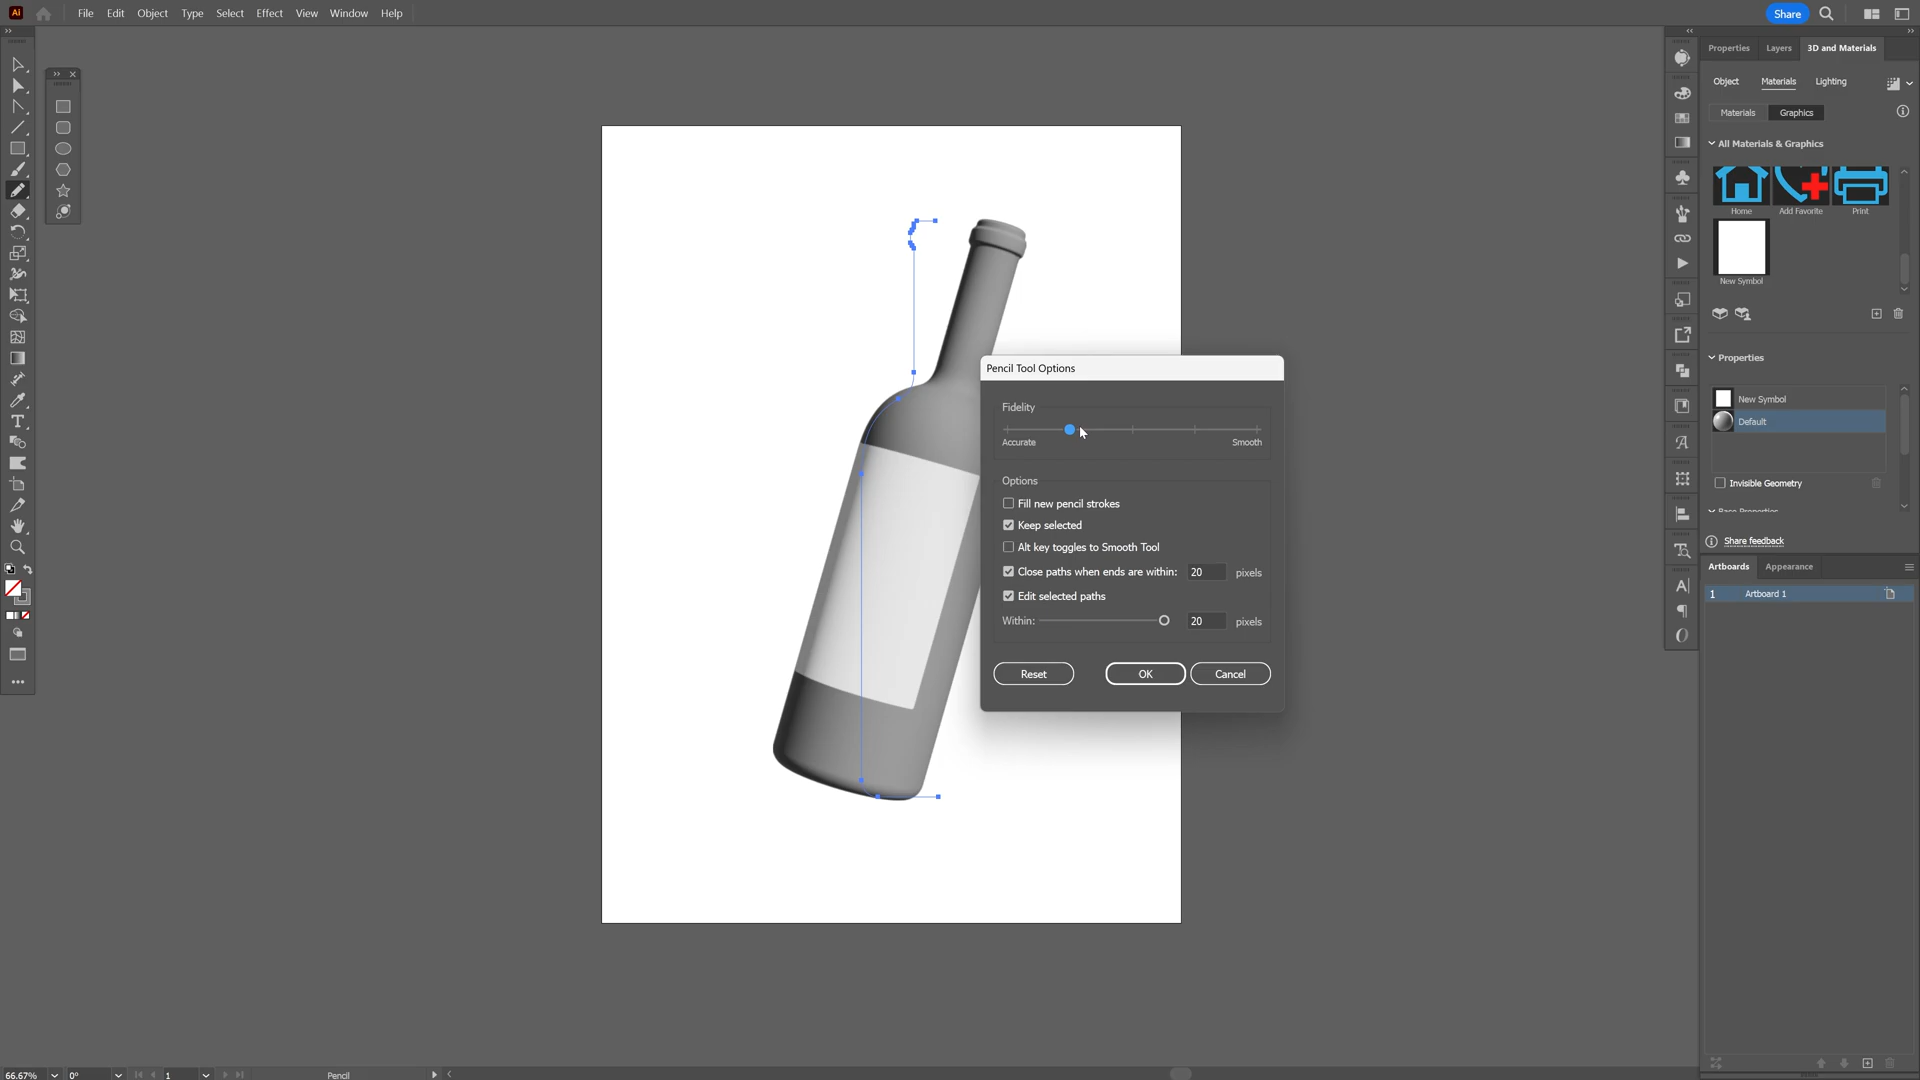 Ai File Edit Object Type Select Effect View Window Help Share
Properties Layers 3D and Materials
Object Materials Lighting
Materials Graphics
All Materials & Graphics
Home Add Favorite Print
New Symbol
Properties
New Symbol
Default
Invisible Geometry
Base Properties
Share feedback
Artboards Appearance
1 Artboard 1
Pencil Tool Options
Fidelity
Accurate Smooth
Options
Fill new pencil strokes
Keep selected
Alt key toggles to Smooth Tool
Close paths when ends are within: 20 pixels
Edit selected paths
Within: 20 pixels
Reset OK Cancel
66.67% 0° 1 Pencil